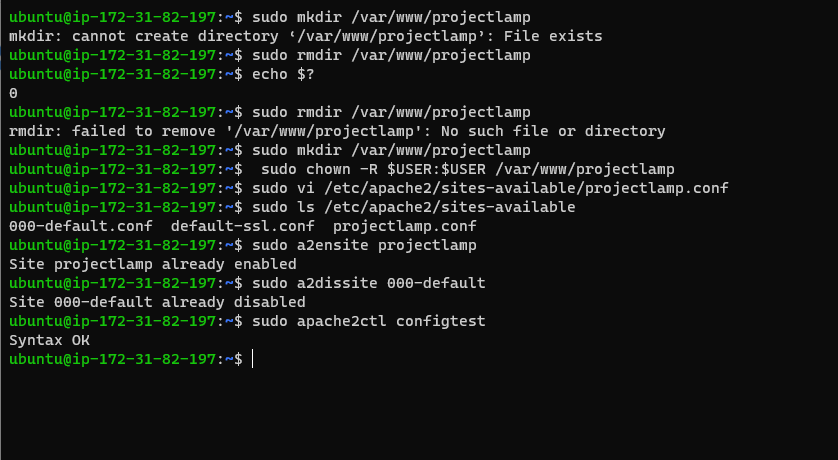 ubuntu@ip-172-31-82-197:~$ sudo mkdir /var/www/projectlamp
mkdir: cannot create directory ‘/var/www/projectlamp’: File exists
ubuntu@ip-172-31-82-197:~$ sudo rmdir /var/www/projectlamp
ubuntu@ip-172-31-82-197:~$ echo $?
0
ubuntu@ip-172-31-82-197:~$ sudo rmdir /var/www/projectlamp
rmdir: failed to remove '/var/www/projectlamp': No such file or directory
ubuntu@ip-172-31-82-197:~$ sudo mkdir /var/www/projectlamp
ubuntu@ip-172-31-82-197:~$  sudo chown -R $USER:$USER /var/www/projectlamp
ubuntu@ip-172-31-82-197:~$ sudo vi /etc/apache2/sites-available/projectlamp.conf
ubuntu@ip-172-31-82-197:~$ sudo ls /etc/apache2/sites-available
000-default.conf  default-ssl.conf  projectlamp.conf
ubuntu@ip-172-31-82-197:~$ sudo a2ensite projectlamp
Site projectlamp already enabled
ubuntu@ip-172-31-82-197:~$ sudo a2dissite 000-default
Site 000-default already disabled
ubuntu@ip-172-31-82-197:~$ sudo apache2ctl configtest
Syntax OK
ubuntu@ip-172-31-82-197:~$